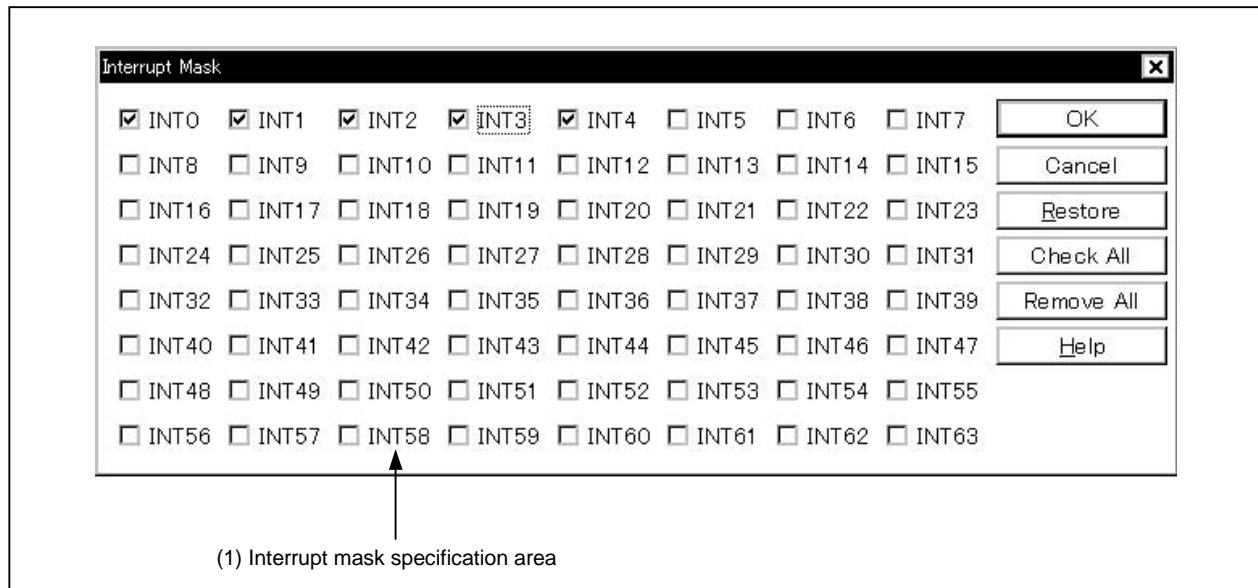 Interrupt Mask
INT0 INT1 INT2 INT3 INT4 INT5 INT6 INT7 OK
INT8 INT9 INT10 INT11 INT12 INT13 INT14 INT15 Cancel
INT16 INT17 INT18 INT19 INT20 INT21 INT22 INT23 Restore
INT24 INT25 INT26 INT27 INT28 INT29 INT30 INT31 Check All
INT32 INT33 INT34 INT35 INT36 INT37 INT38 INT39 Remove All
INT40 INT41 INT42 INT43 INT44 INT45 INT46 INT47 Help
INT48 INT49 INT50 INT51 INT52 INT53 INT54 INT55
INT56 INT57 INT58 INT59 INT60 INT61 INT62 INT63
(1) Interrupt mask specification area